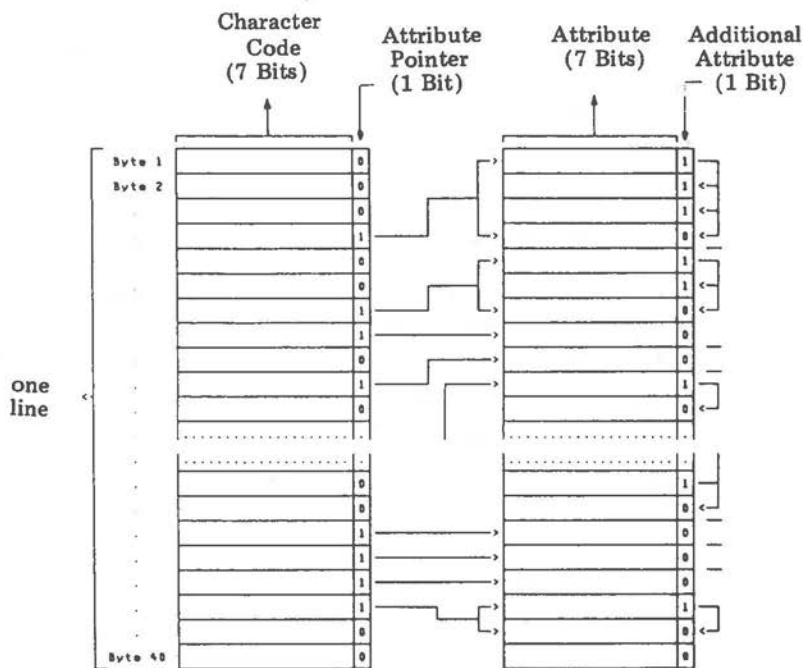 Character
Code
(7 Bits)
Attribute
Pointer
(1 Bit)
Attribute
(7 Bits)
Additional
Attribute
(1 Bit)
Byte 1 0 1
Byte 2 0 1
0 1
1 0
0 1
0 1
1 0
1 0
0 0
one
line
1 1
0 0
0 1
0 0
1 0
1 0
1 0
1 1
0 0
Byte 40 0 0